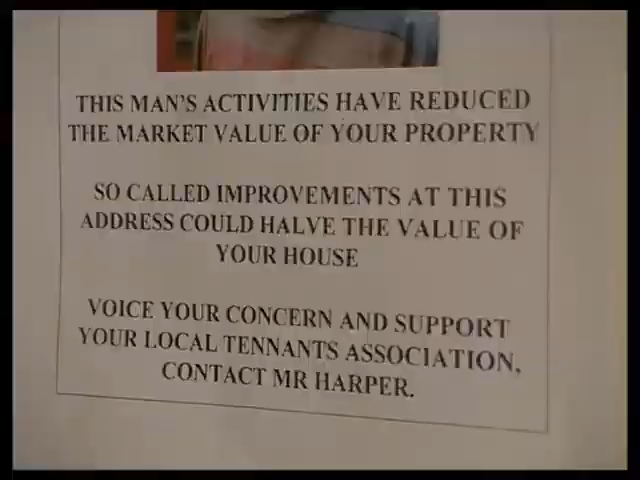 THIS MAN'S ACTIVITIES HAVE REDUCED
THE MARKET VALUE OF YOUR PROPERTY
SO CALLED IMPROVEMENTS AT THIS
ADDRESS COULD HALVE THE VALUE OF
YOUR HOUSE
VOICE YOUR CONCERN AND SUPPORT
YOUR LOCAL TENNANTS ASSOCIATION,
CONTACT MR HARPER.